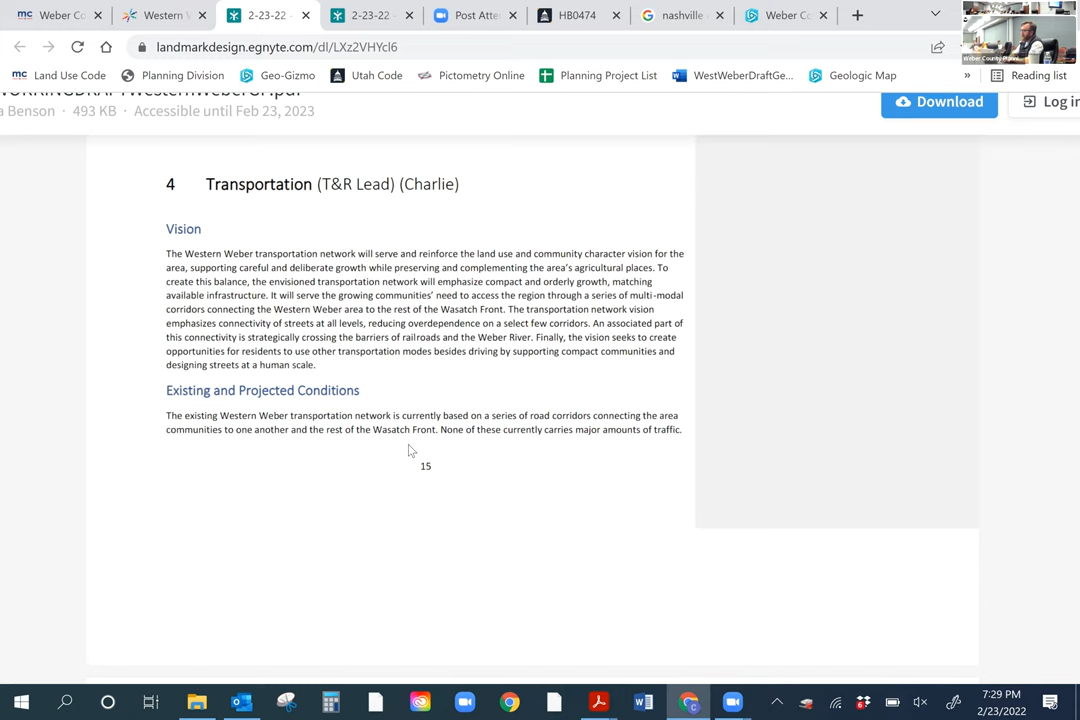 Weber Co
Western V
2-23-22 -
2-23-22 -
Post Atte
HB0474
nashville
Weber Co
landmarkdesign.egnyte.com/dl/LXz2VHYcl6
mc Land Use Code
Planning Division
Geo-Gizmo
Utah Code
Pictometry Online
Planning Project List
WestWeberDraftGe...
Geologic Map
»
Reading list
a Benson · 493 KB · Accessible until Feb 23, 2023
Download
Log in
4 Transportation (T&R Lead) (Charlie)
Vision
The Western Weber transportation network will serve and reinforce the land use and community character vision for the
area, supporting careful and deliberate growth while preserving and complementing the area's agricultural places. To
create this balance, the envisioned transportation network will emphasize compact and orderly growth, matching
available infrastructure. It will serve the growing communities' need to access the region through a series of multi-modal
corridors connecting the Western Weber area to the rest of the Wasatch Front. The transportation network vision
emphasizes connectivity of streets at all levels, reducing overdependence on a select few corridors. An associated part of
this connectivity is strategically crossing the barriers of railroads and the Weber River. Finally, the vision seeks to create
opportunities for residents to use other transportation modes besides driving by supporting compact communities and
designing streets at a human scale.
Existing and Projected Conditions
The existing Western Weber transportation network is currently based on a series of road corridors connecting the area
communities to one another and the rest of the Wasatch Front. None of these currently carries major amounts of traffic.
15
7:29 PM
2/23/2022